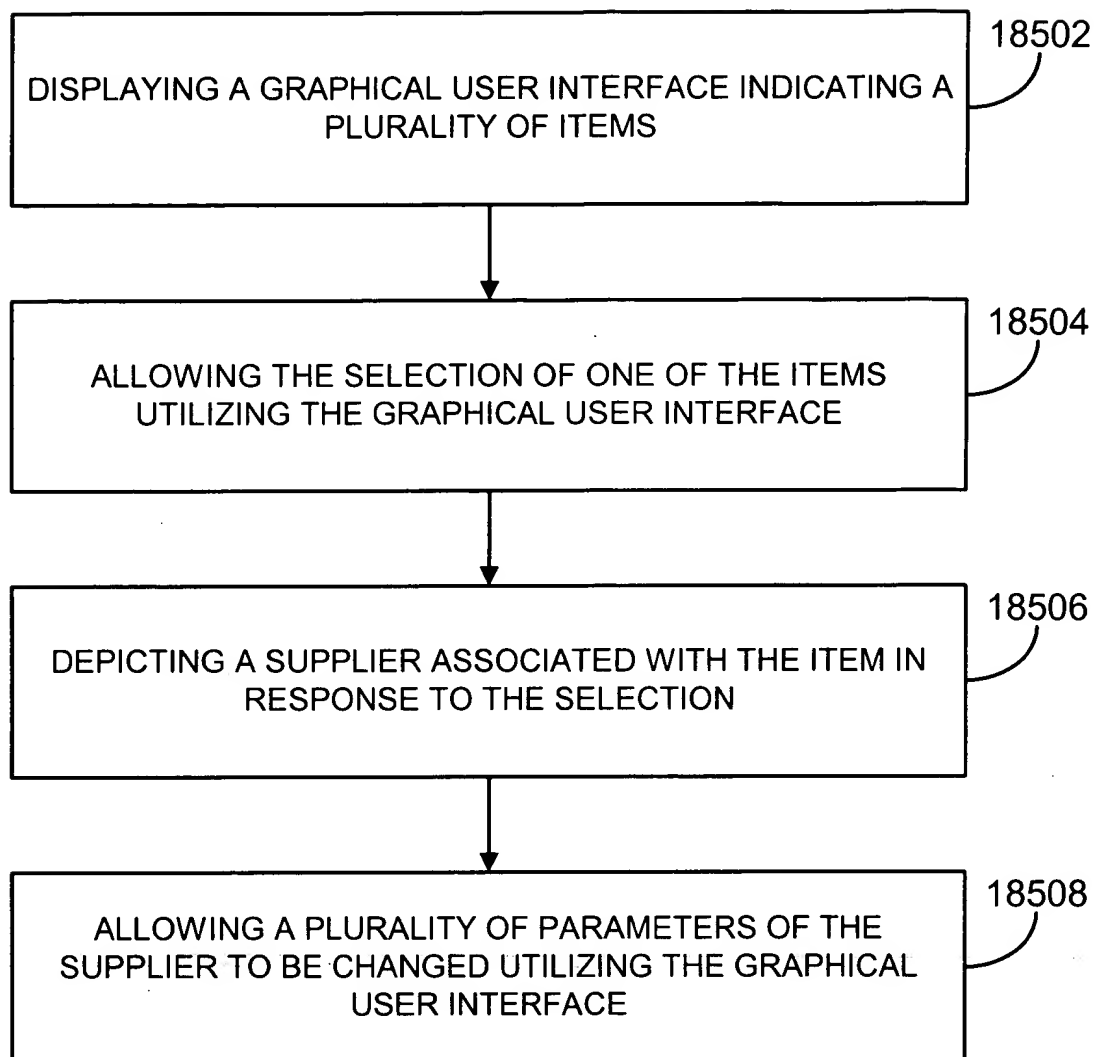 18502
DISPLAYING A GRAPHICAL USER INTERFACE INDICATING A
PLURALITY OF ITEMS
18504
ALLOWING THE SELECTION OF ONE OF THE ITEMS
UTILIZING THE GRAPHICAL USER INTERFACE
18506
DEPICTING A SUPPLIER ASSOCIATED WITH THE ITEM IN
RESPONSE TO THE SELECTION
18508
ALLOWING A PLURALITY OF PARAMETERS OF THE
SUPPLIER TO BE CHANGED UTILIZING THE GRAPHICAL
USER INTERFACE